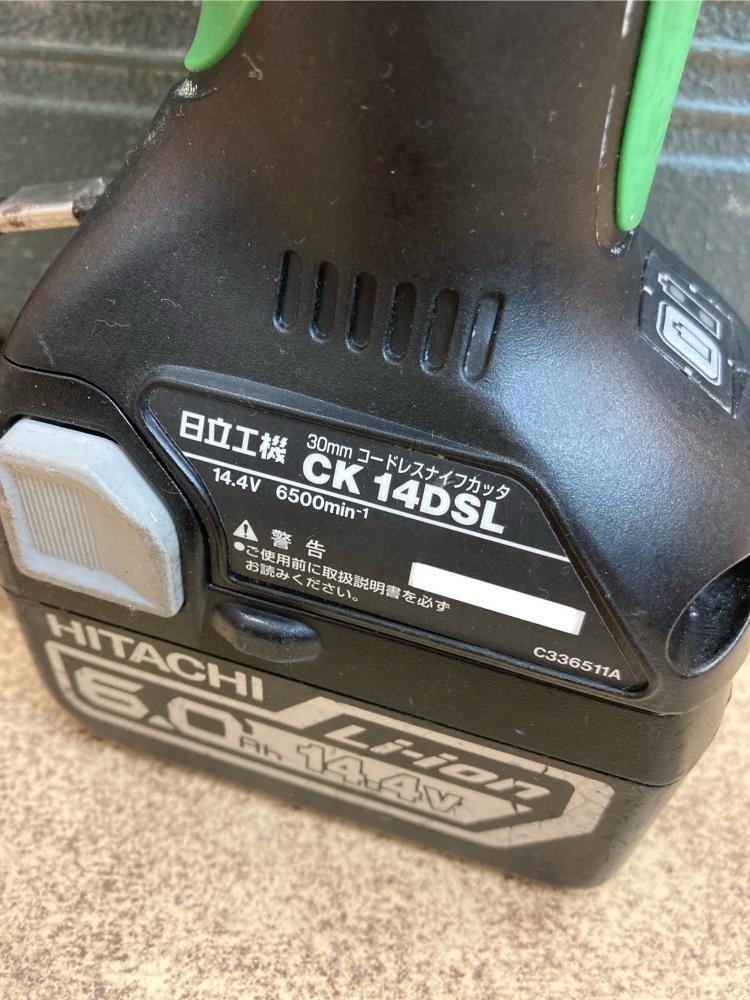 日立工機 30mm コードレスナイフカッタ
CK 14DSL
14.4V 6500min-1
警告
●ご使用前に取扱説明書を必ず
お読みください。
C336511A
HITACHI
6.0Ah 14.4V
Li-ion